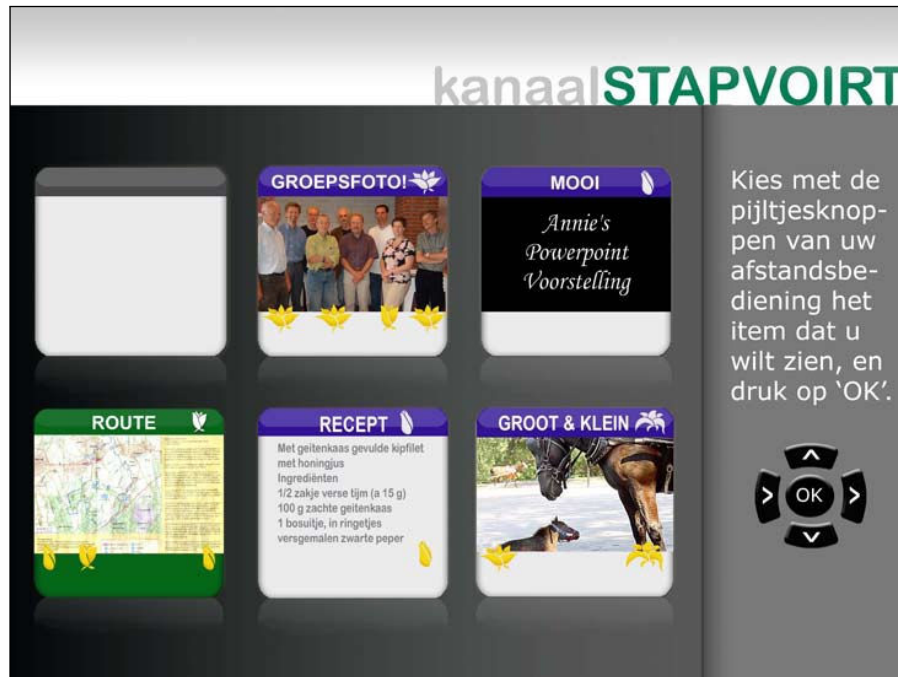 kanaalSTAPVOIRT
GROEPSFOTO!
MOOI
Annie's
Powerpoint
Voorstelling
ROUTE
RECEPT
Met geitenkaas gevulde kipfilet
met honingjus
Ingrediënten
1/2 zakje verse tijm (a 15 g)
100 g zachte geitenkaas
1 bosuitje, in ringetjes
versgemalen zwarte peper
GROOT & KLEIN
Kies met de
pijltjesknop-
pen van uw
afstandsbe-
diening het
item dat u
wilt zien, en
druk op ‘OK’.
OK